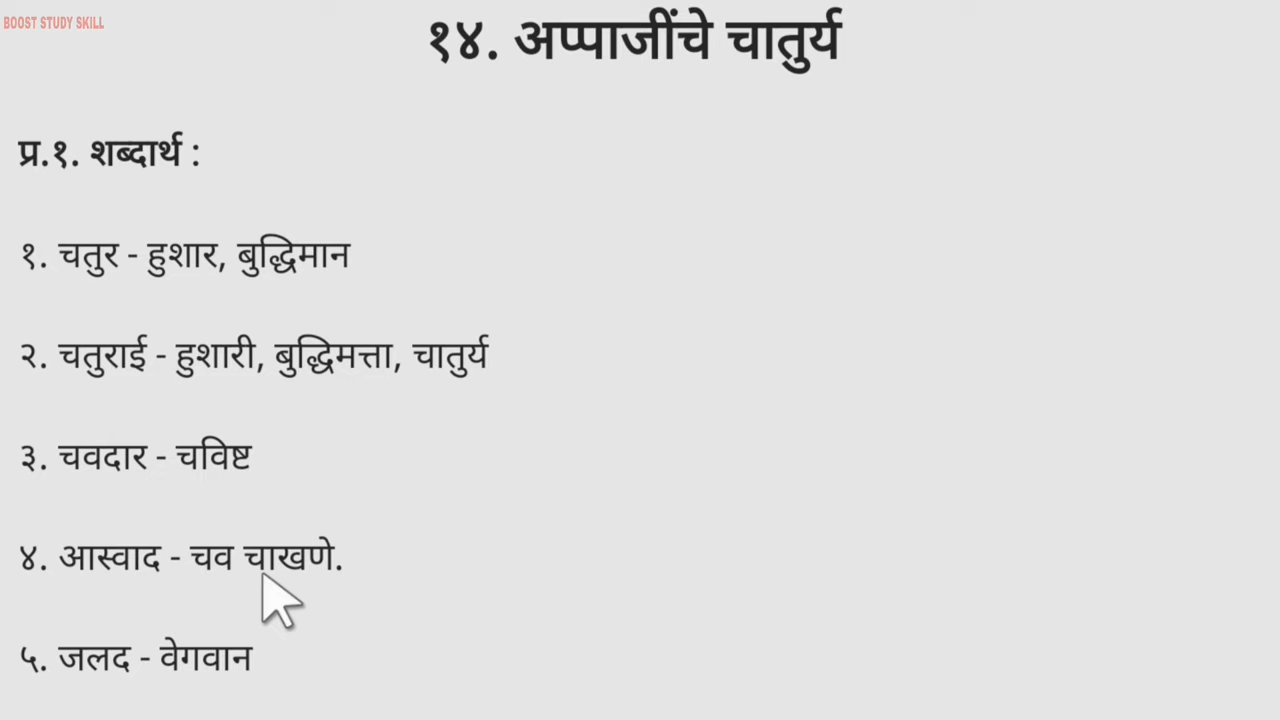 BOOST STUDY SKILL
१४. अप्पाजींचे चातुर्य
प्र.१. शब्दार्थ :
१. चतुर - हुशार, बुद्धिमान
२. चतुराई - हुशारी, बुद्धिमत्ता, चातुर्य
३. चवदार - चविष्ट
४. आस्वाद - चव चाखणे.
५. जलद - वेगवान